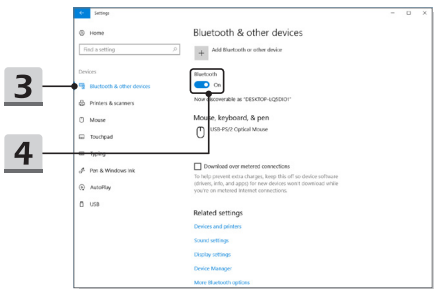 Settings
Home
Find a setting
Devices
Bluetooth & other devices
Printers & scanners
Mouse
Touchpad
Typing
Pen & Windows Ink
AutoPlay
USB
Bluetooth & other devices
Add Bluetooth or other device
Bluetooth
On
Now discoverable as "DESKTOP-LQ5DIO!"
Mouse, keyboard, & pen
USB-PS/2 Optical Mouse
Download over metered connections
To help prevent extra charges, keep this off so device software
(drivers, info, and apps) for new devices won't download while
you're on metered Internet connections.
Related settings
Devices and printers
Sound settings
Display settings
Device Manager
More Bluetooth options
3
4